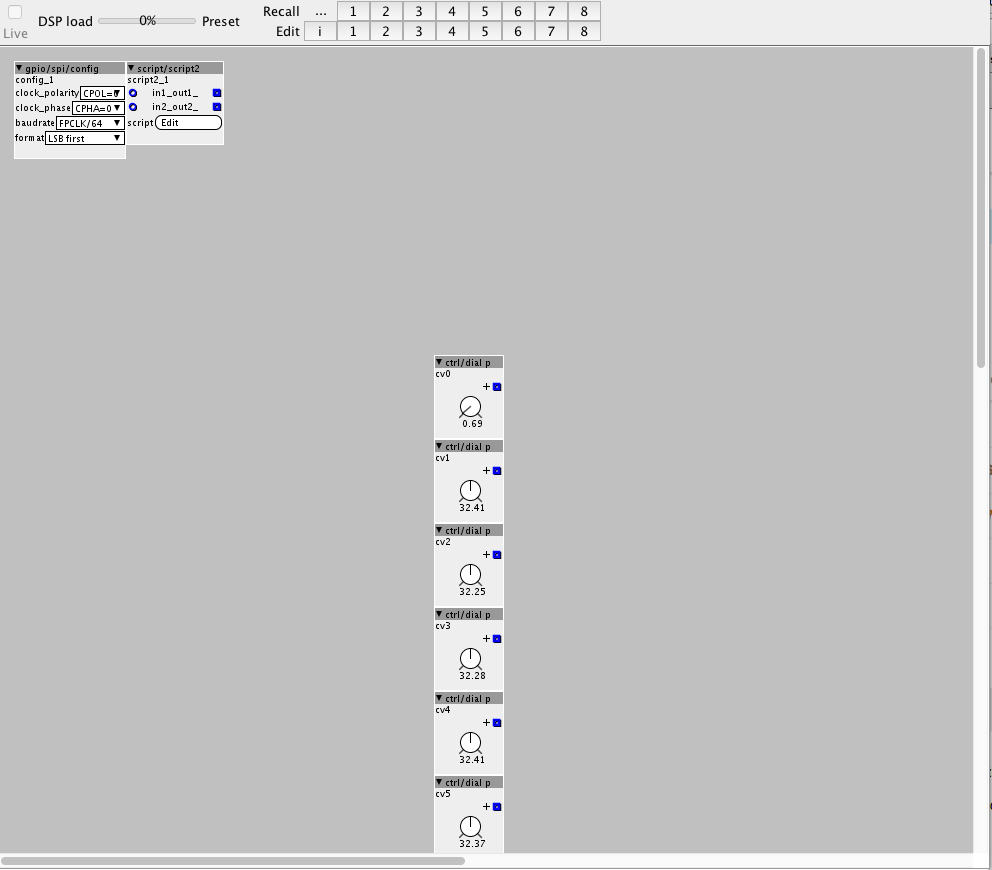 Recall ... 1 2 3 4 5 6 7 8
DSP load 0% Preset
Live
Edit i 1 2 3 4 5 6 7 8
gpio/spi/config
config_1
clock_polarity CPOL=0
clock_phase CPHA=0
baudrate FPCLK/64
format LSB first
script/script2
script2_1
in1_out1_
in2_out2_
script Edit
ctrl/dial p
cv0
+
0.69
ctrl/dial p
cv1
+
32.41
ctrl/dial p
cv2
+
32.25
ctrl/dial p
cv3
+
32.28
ctrl/dial p
cv4
+
32.41
ctrl/dial p
cv5
+
32.37